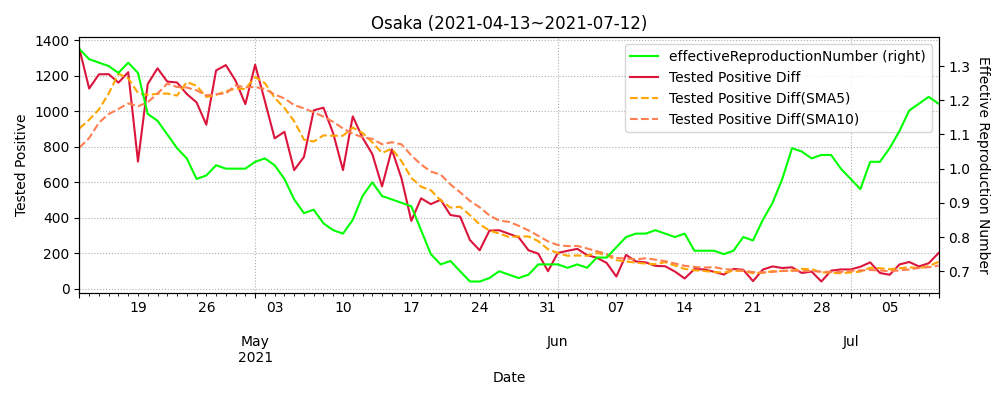 Osaka (2021-04-13~2021-07-12)
effectiveReproductionNumber (right)
Tested Positive Diff
Tested Positive Diff(SMA5)
Tested Positive Diff(SMA10)
Tested Positive
1400
1200
1000
800
600
400
200
0
Effective Reproduction Number
1.3
1.2
1.1
1.0
0.9
0.8
0.7
19 26 03 10 17 24 31 07 14 21 28 05
May Jun Jul
2021
Date